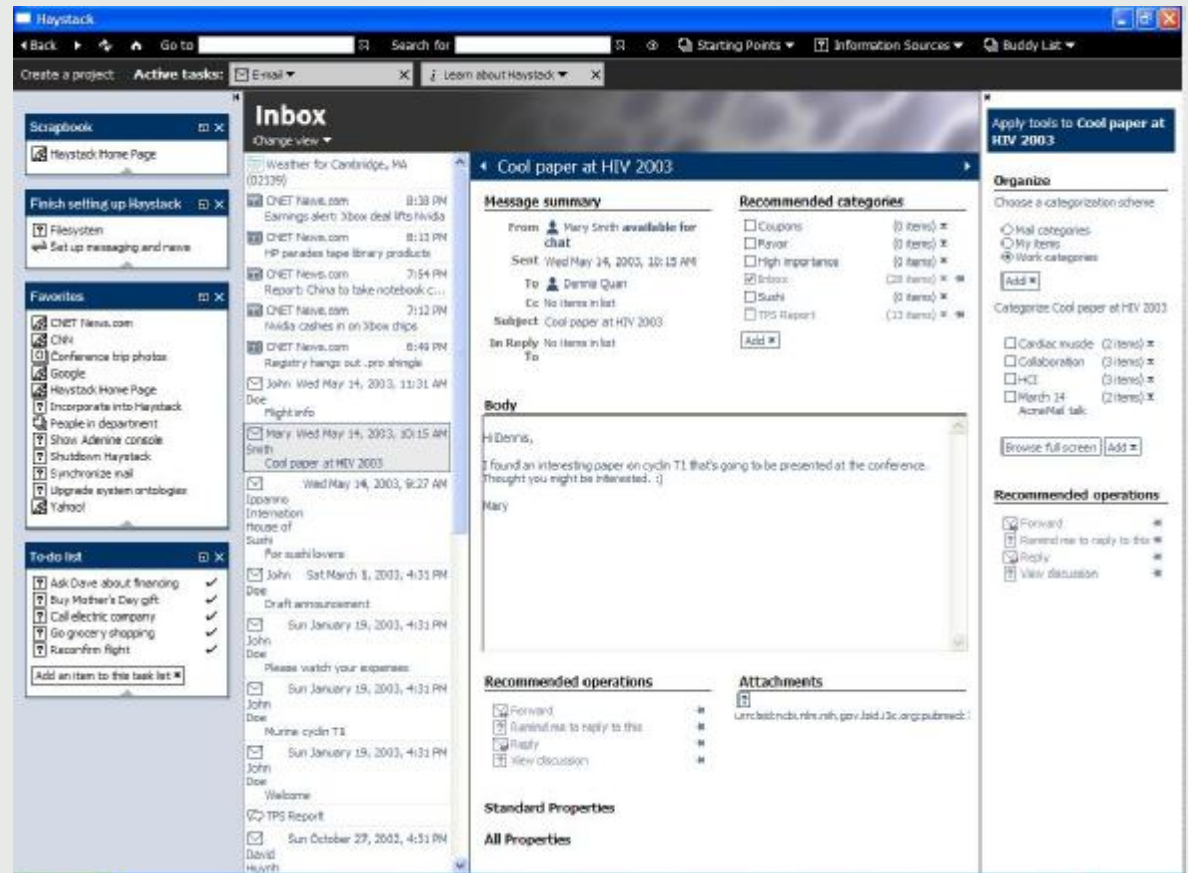 Haystack
Back Go to Search for Starting Points Information Sources Buddy List
Create a project Active tasks: E-mail Learn about Haystack
Scrapbook
Haystack Home Page
Finish setting up Haystack
Filesystem
Set up messaging and news
Favorites
CNET News.com
CNN
Conference trip photos
Google
Haystack Home Page
Incorporate into Haystack
People in department
Show Adenine console
Shutdown Haystack
Synchronize mail
Upgrade system ontologies
Yahoo!
To-do list
Ask Dave about financing
Buy Mother's Day gift
Call electric company
Go grocery shopping
Reconfirm flight
Add an item to this task list
Inbox
Change view
Weather for Cambridge, MA
(02139)
CNET News.com 8:38 PM
Earnings alert: Xbox deal lifts Nvidia
CNET News.com 8:13 PM
HP parades tape library products
CNET News.com 7:54 PM
Report: China to take notebook c...
CNET News.com 7:12 PM
Nvidia cashes in on Xbox chips
CNET News.com 6:49 PM
Registry hangs out .pro shingle
John Wed May 14, 2003, 11:31 AM
Doe
Flight info
Mary Wed May 14, 2003, 10:15 AM
Smith
Cool paper at HIV 2003
Wed May 14, 2003, 9:27 AM
Internation
House of
Sushi
For sushi lovers
John Sat March 8, 2003, 4:31 PM
Doe
Draft announcement
Sun January 19, 2003, 4:31 PM
John
Doe
Please watch your expenses
Sun January 19, 2003, 4:31 PM
John
Doe
Murine cyclin T1
Sun January 19, 2003, 4:31 PM
John
Doe
Welcome
TPS Report
Sun October 27, 2002, 4:31 PM
David
Huynh
Cool paper at HIV 2003
Message summary
From Mary Smith available for
chat
Sent Wed May 14, 2003, 10:15 AM
To Dennis Quan
Cc No items in list
Subject Cool paper at HIV 2003
In Reply No items in list
To
Recommended categories
Coupons (0 items)
Flavor (0 items)
High importance (0 items)
Inbox (28 items)
Sushi (0 items)
TPS Report (33 items)
Add
Body
Hi Dennis,
I found an interesting paper on cyclin T1 that's going to be presented at the conference.
Thought you might be interested. :)
Mary
Recommended operations
Forward
Remind me to reply to this
Reply
View discussion
Attachments
Standard Properties
All Properties
Apply tools to Cool paper at
HIV 2003
Organize
Choose a categorization scheme
Mail categories
My items
Work categories
Add
Categorize Cool paper at HIV 2003
Cardiac muscle (2 items)
Collaboration (3 items)
HCI (3 items)
March 14 (2 items)
AcmeMail talk
Browse full screen Add
Recommended operations
Forward
Remind me to reply to this
Reply
View discussion